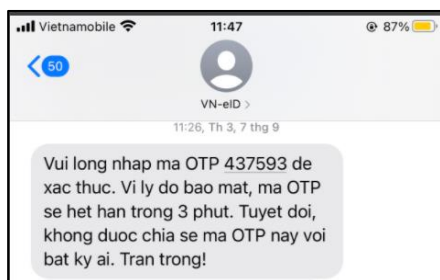 Vietnamobile 11:47 87%
50
VN-eID >
11:26, Th 3, 7 thg 9
Vui long nhap ma OTP 437593 de
xac thuc. Vi ly do bao mat, ma OTP
se het han trong 3 phut. Tuyet doi,
khong duoc chia se ma OTP nay voi
bat ky ai. Tran trong!